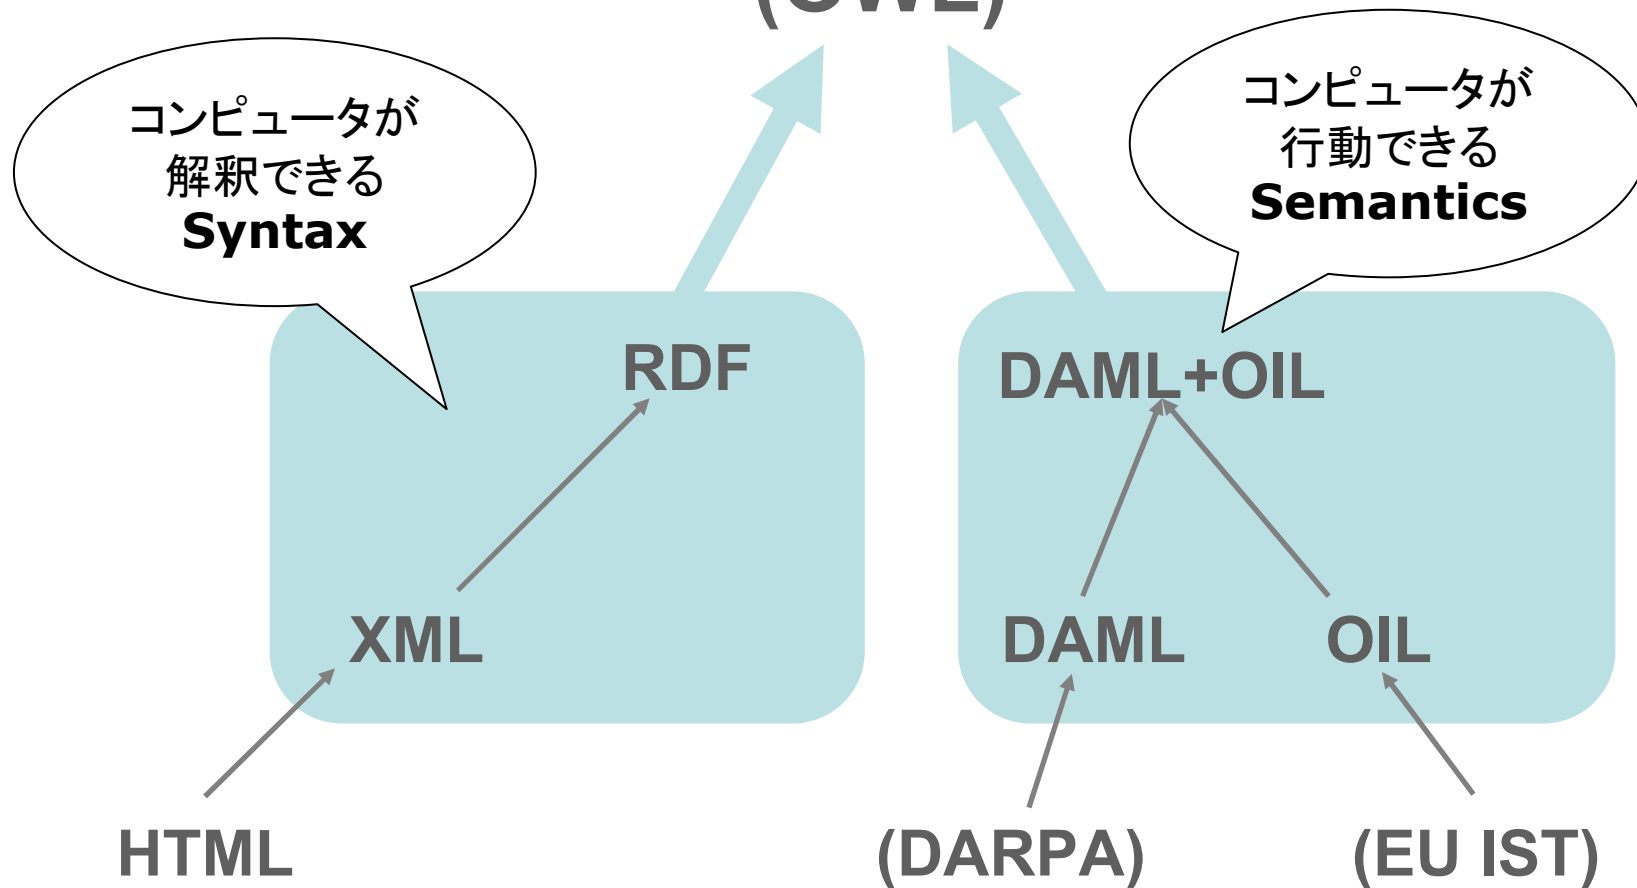 (OWL)
コンピュータが
解釈できる
Syntax
コンピュータが
行動できる
Semantics
RDF
DAML+OIL
XML
DAML
OIL
HTML
(DARPA)
(EU IST)